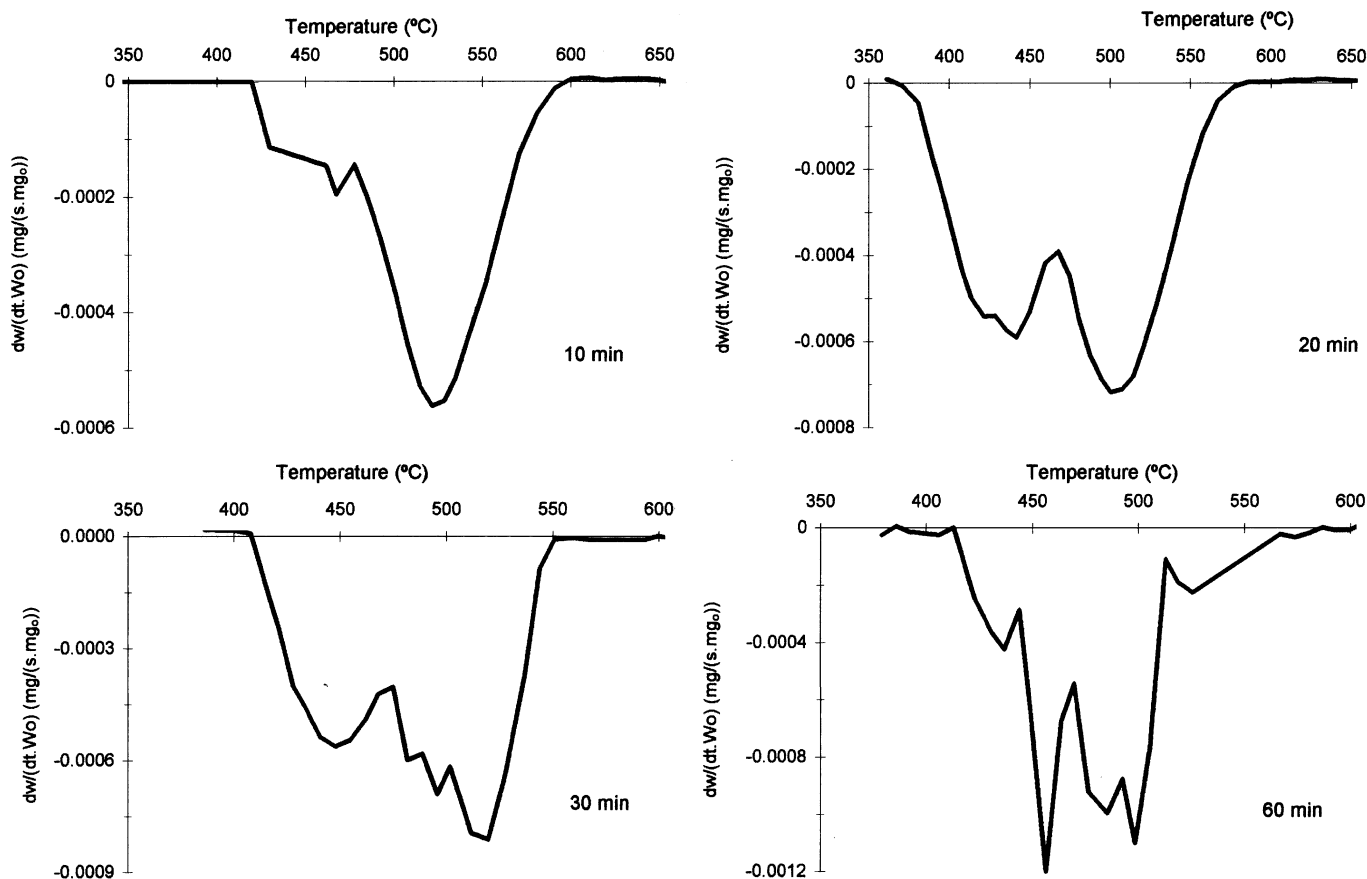 Temperature (ºC)
350 400 450 500 550 600 650
0
-0.0002
-0.0004
-0.0006
dw/(dt.Wo) (mg/(s.mgₒ))
10 min
Temperature (ºC)
350 400 450 500 550 600 650
0
-0.0002
-0.0004
-0.0006
-0.0008
dw/(dt.Wo) (mg/(s.mgₒ))
20 min
Temperature (ºC)
350 400 450 500 550 600
0.0000
-0.0003
-0.0006
-0.0009
dw/(dt.Wo) (mg/(s.mgₒ))
30 min
Temperature (ºC)
350 400 450 500 550 600
0
-0.0004
-0.0008
-0.0012
dw/(dt.Wo) (mg/(s.mgₒ))
60 min